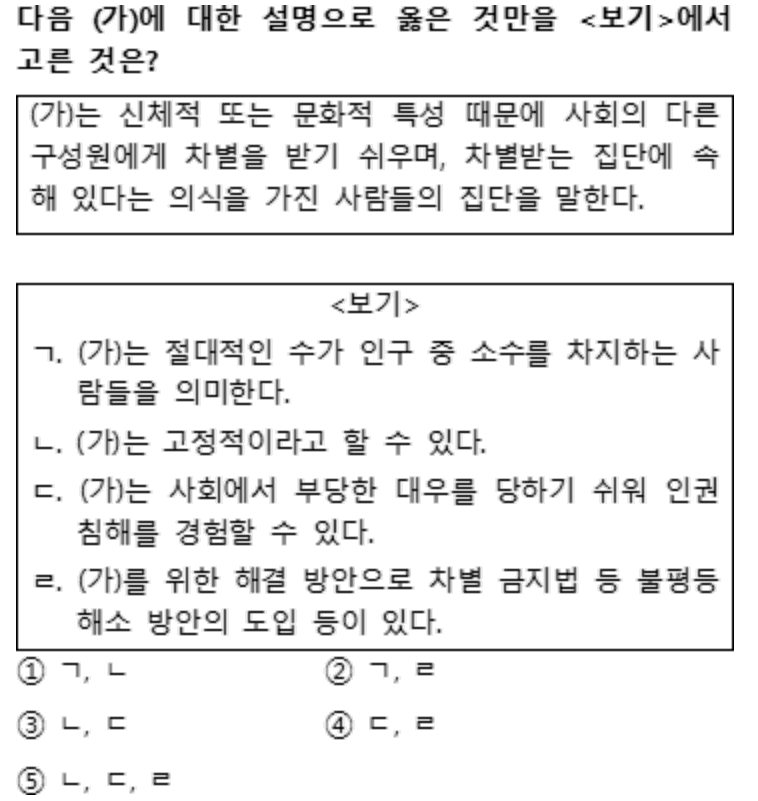 다음 (가)에 대한 설명으로 옳은 것만을 <보기>에서
고른 것은?
(가)는 신체적 또는 문화적 특성 때문에 사회의 다른
구성원에게 차별을 받기 쉬우며, 차별받는 집단에 속
해 있다는 의식을 가진 사람들의 집단을 말한다.
<보기>
ㄱ. (가)는 절대적인 수가 인구 중 소수를 차지하는 사
람들을 의미한다.
ㄴ. (가)는 고정적이라고 할 수 있다.
ㄷ. (가)는 사회에서 부당한 대우를 당하기 쉬워 인권
침해를 경험할 수 있다.
ㄹ. (가)를 위한 해결 방안으로 차별 금지법 등 불평등
해소 방안의 도입 등이 있다.
① ㄱ, ㄴ ② ㄱ, ㄹ
③ ㄴ, ㄷ ④ ㄷ, ㄹ
⑤ ㄴ, ㄷ, ㄹ